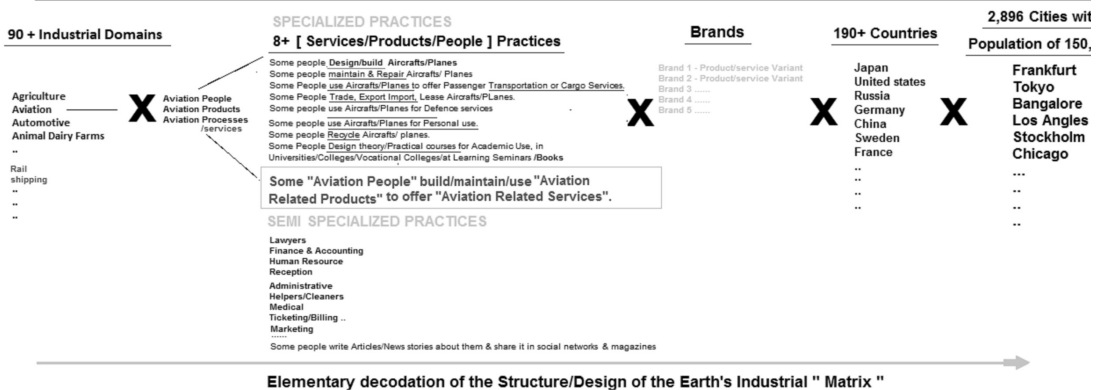 90 + Industrial Domains
Agriculture
Aviation
Automotive
Animal Dairy Farms
..
Rail
shipping
..
..
..
X
Aviation People
Aviation Products
Aviation Processes
/services
SPECIALIZED PRACTICES
8+ [ Services/Products/People ] Practices
Some people Design/build Aircrafts/Planes
Some people maintain & Repair Aircrafts/ Planes
Some People use Aircrafts/Planes to offer Passenger Transportation or Cargo Services.
Some People Trade, Export Import, Lease Aircrafts/PLanes.
Some people use Aircrafts/Planes for Defence services
Some people use Aircrafts/Planes for Personal use.
Some people Recycle Aircrafts/ planes.
Some People Design theory/Practical courses for Academic Use, in
Universities/Colleges/Vocational Colleges/at Learning Seminars /Books
Some "Aviation People" build/maintain/use "Aviation
Related Products" to offer "Aviation Related Services".
SEMI SPECIALIZED PRACTICES
Lawyers
Finance & Accounting
Human Resource
Reception
Administrative
Helpers/Cleaners
Medical
Ticketing/Billing ..
Marketing
......
Some people write Articles/News stories about them & share it in social networks & magazines
X
Brands
Brand 1 - Product/service Variant
Brand 2 - Product/service Variant
Brand 3 ......
Brand 4 ......
Brand 5 ......
X
190+ Countries
Japan
United states
Russia
Germany
China
Sweden
France
..
..
..
..
X
2,896 Cities wit
Population of 150,
Frankfurt
Tokyo
Bangalore
Los Angles
Stockholm
Chicago
...
..
..
..
Elementary decodation of the Structure/Design of the Earth's Industrial " Matrix "